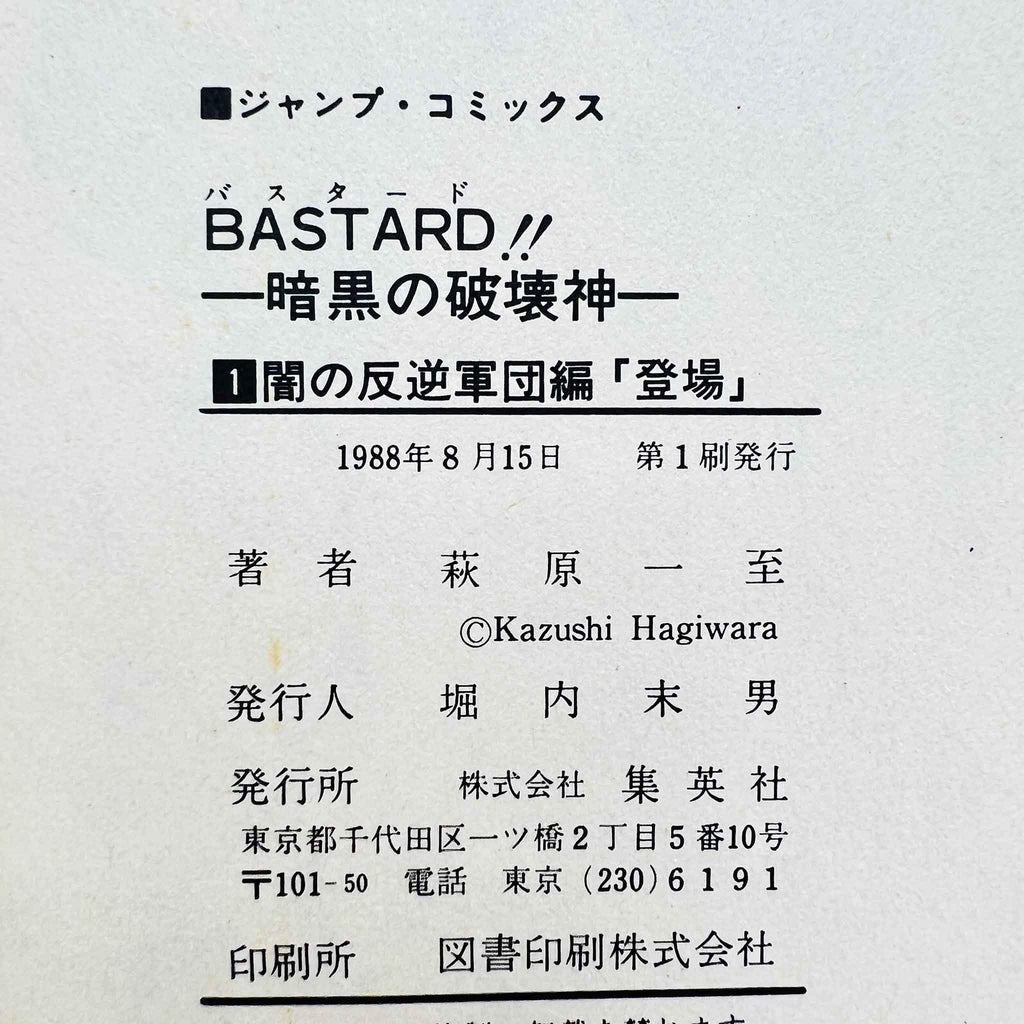 ■ジャンプ・コミックス
バスタード
BASTARD!!
―暗黒の破壊神―
1闇の反逆軍団編「登場」
1988年8月15日 第1刷発行
著者 萩原一至
©Kazushi Hagiwara
発行人 堀内末男
発行所 株式会社 集英社
東京都千代田区一ツ橋2丁目5番10号
〒101-50 電話 東京(230)6191
印刷所 図書印刷株式会社